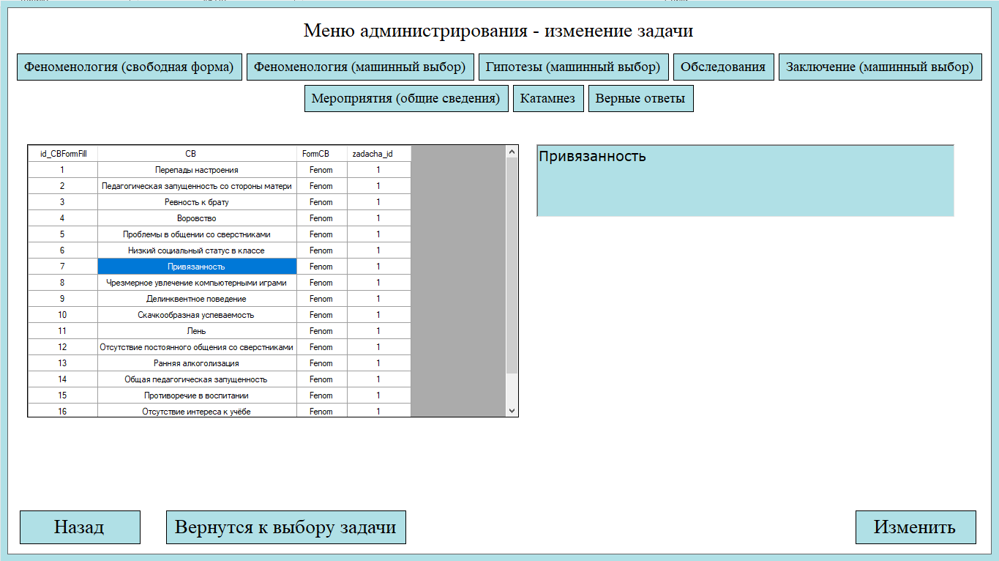 Меню администрирования - изменение задачи
Феноменология (свободная форма) Феноменология (машинный выбор) Гипотезы (машинный выбор) Обследования Заключение (машинный выбор)
Мероприятия (общие сведения) Катамнез Верные ответы
id_CBFormFill CB FormCB zadacha_id
1 Перепады настроения Fenom 1
2 Педагогическая запущенность со стороны матери Fenom 1
3 Ревность к брату Fenom 1
4 Воровство Fenom 1
5 Проблемы в общении со сверстниками Fenom 1
6 Низкий социальный статус в классе Fenom 1
7 Привязанность Fenom 1
8 Чрезмерное увлечение компьютерными играми Fenom 1
9 Делинквентное поведение Fenom 1
10 Скачкообразная успеваемость Fenom 1
11 Лень Fenom 1
12 Отсутствие постоянного общения со сверстниками Fenom 1
13 Ранняя алкоголизация Fenom 1
14 Общая педагогическая запущенность Fenom 1
15 Противоречие в воспитании Fenom 1
16 Отсутствие интереса к учёбе Fenom 1
Привязанность
Назад Вернутся к выбору задачи Изменить